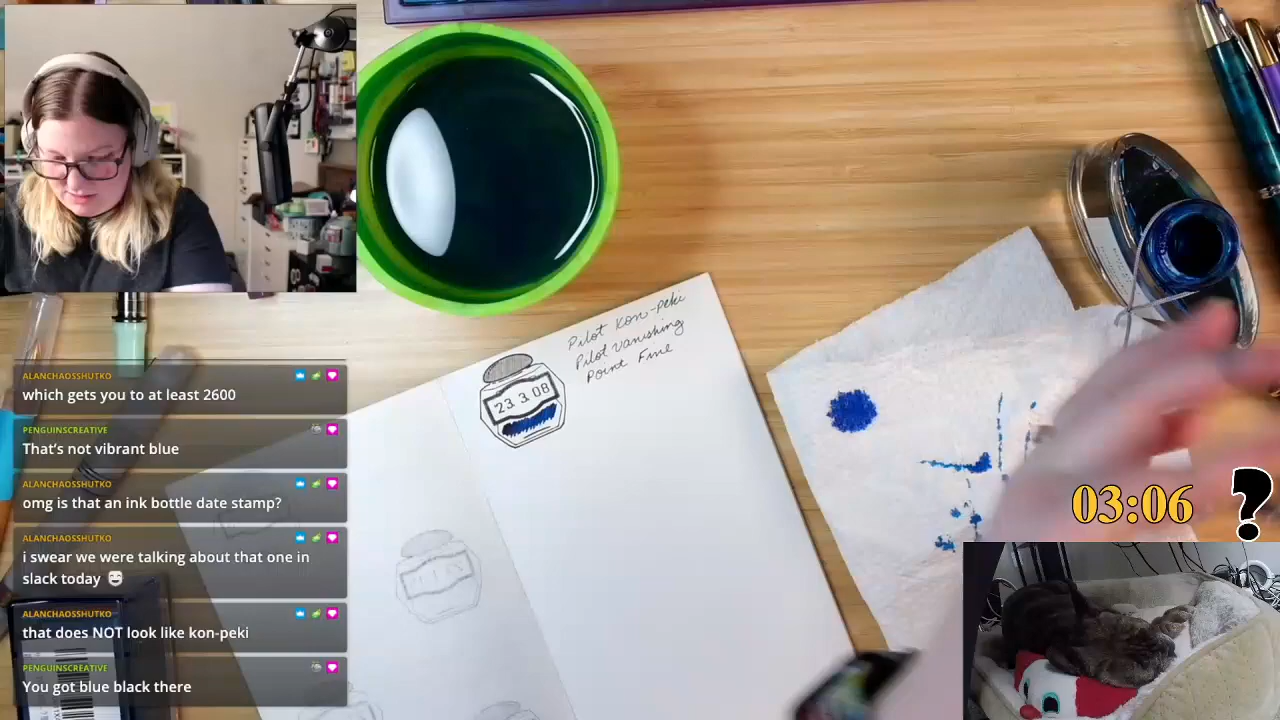 ALANCHAOSSHUTKO
which gets you to at least 2600
PENGUINSCREATIVE
That's not vibrant blue
ALANCHAOSSHUTKO
omg is that an ink bottle date stamp?
ALANCHAOSSHUTKO
i swear we were talking about that one in
slack today
ALANCHAOSSHUTKO
that does NOT look like kon-peki
PENGUINSCREATIVE
You got blue black there
Pilot Kon-peki
Pilot Vanishing
Point Fine
23.3.08
03:06
?